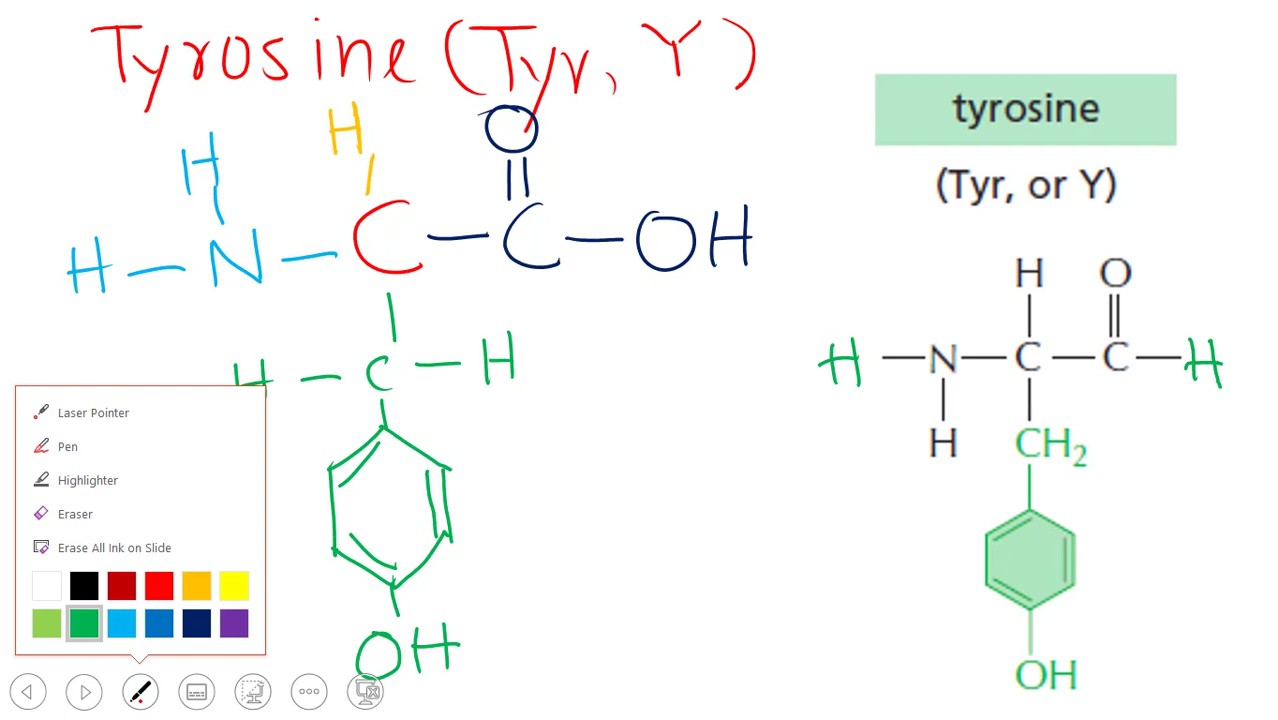 Tyrosine (Tyr, Y)
H H O
H — N — C — C — OH
H — C — H
OH
tyrosine
(Tyr, or Y)
H O
H — N — C — C — H
H CH₂
OH
Laser Pointer
Pen
Highlighter
Eraser
Erase All Ink on Slide